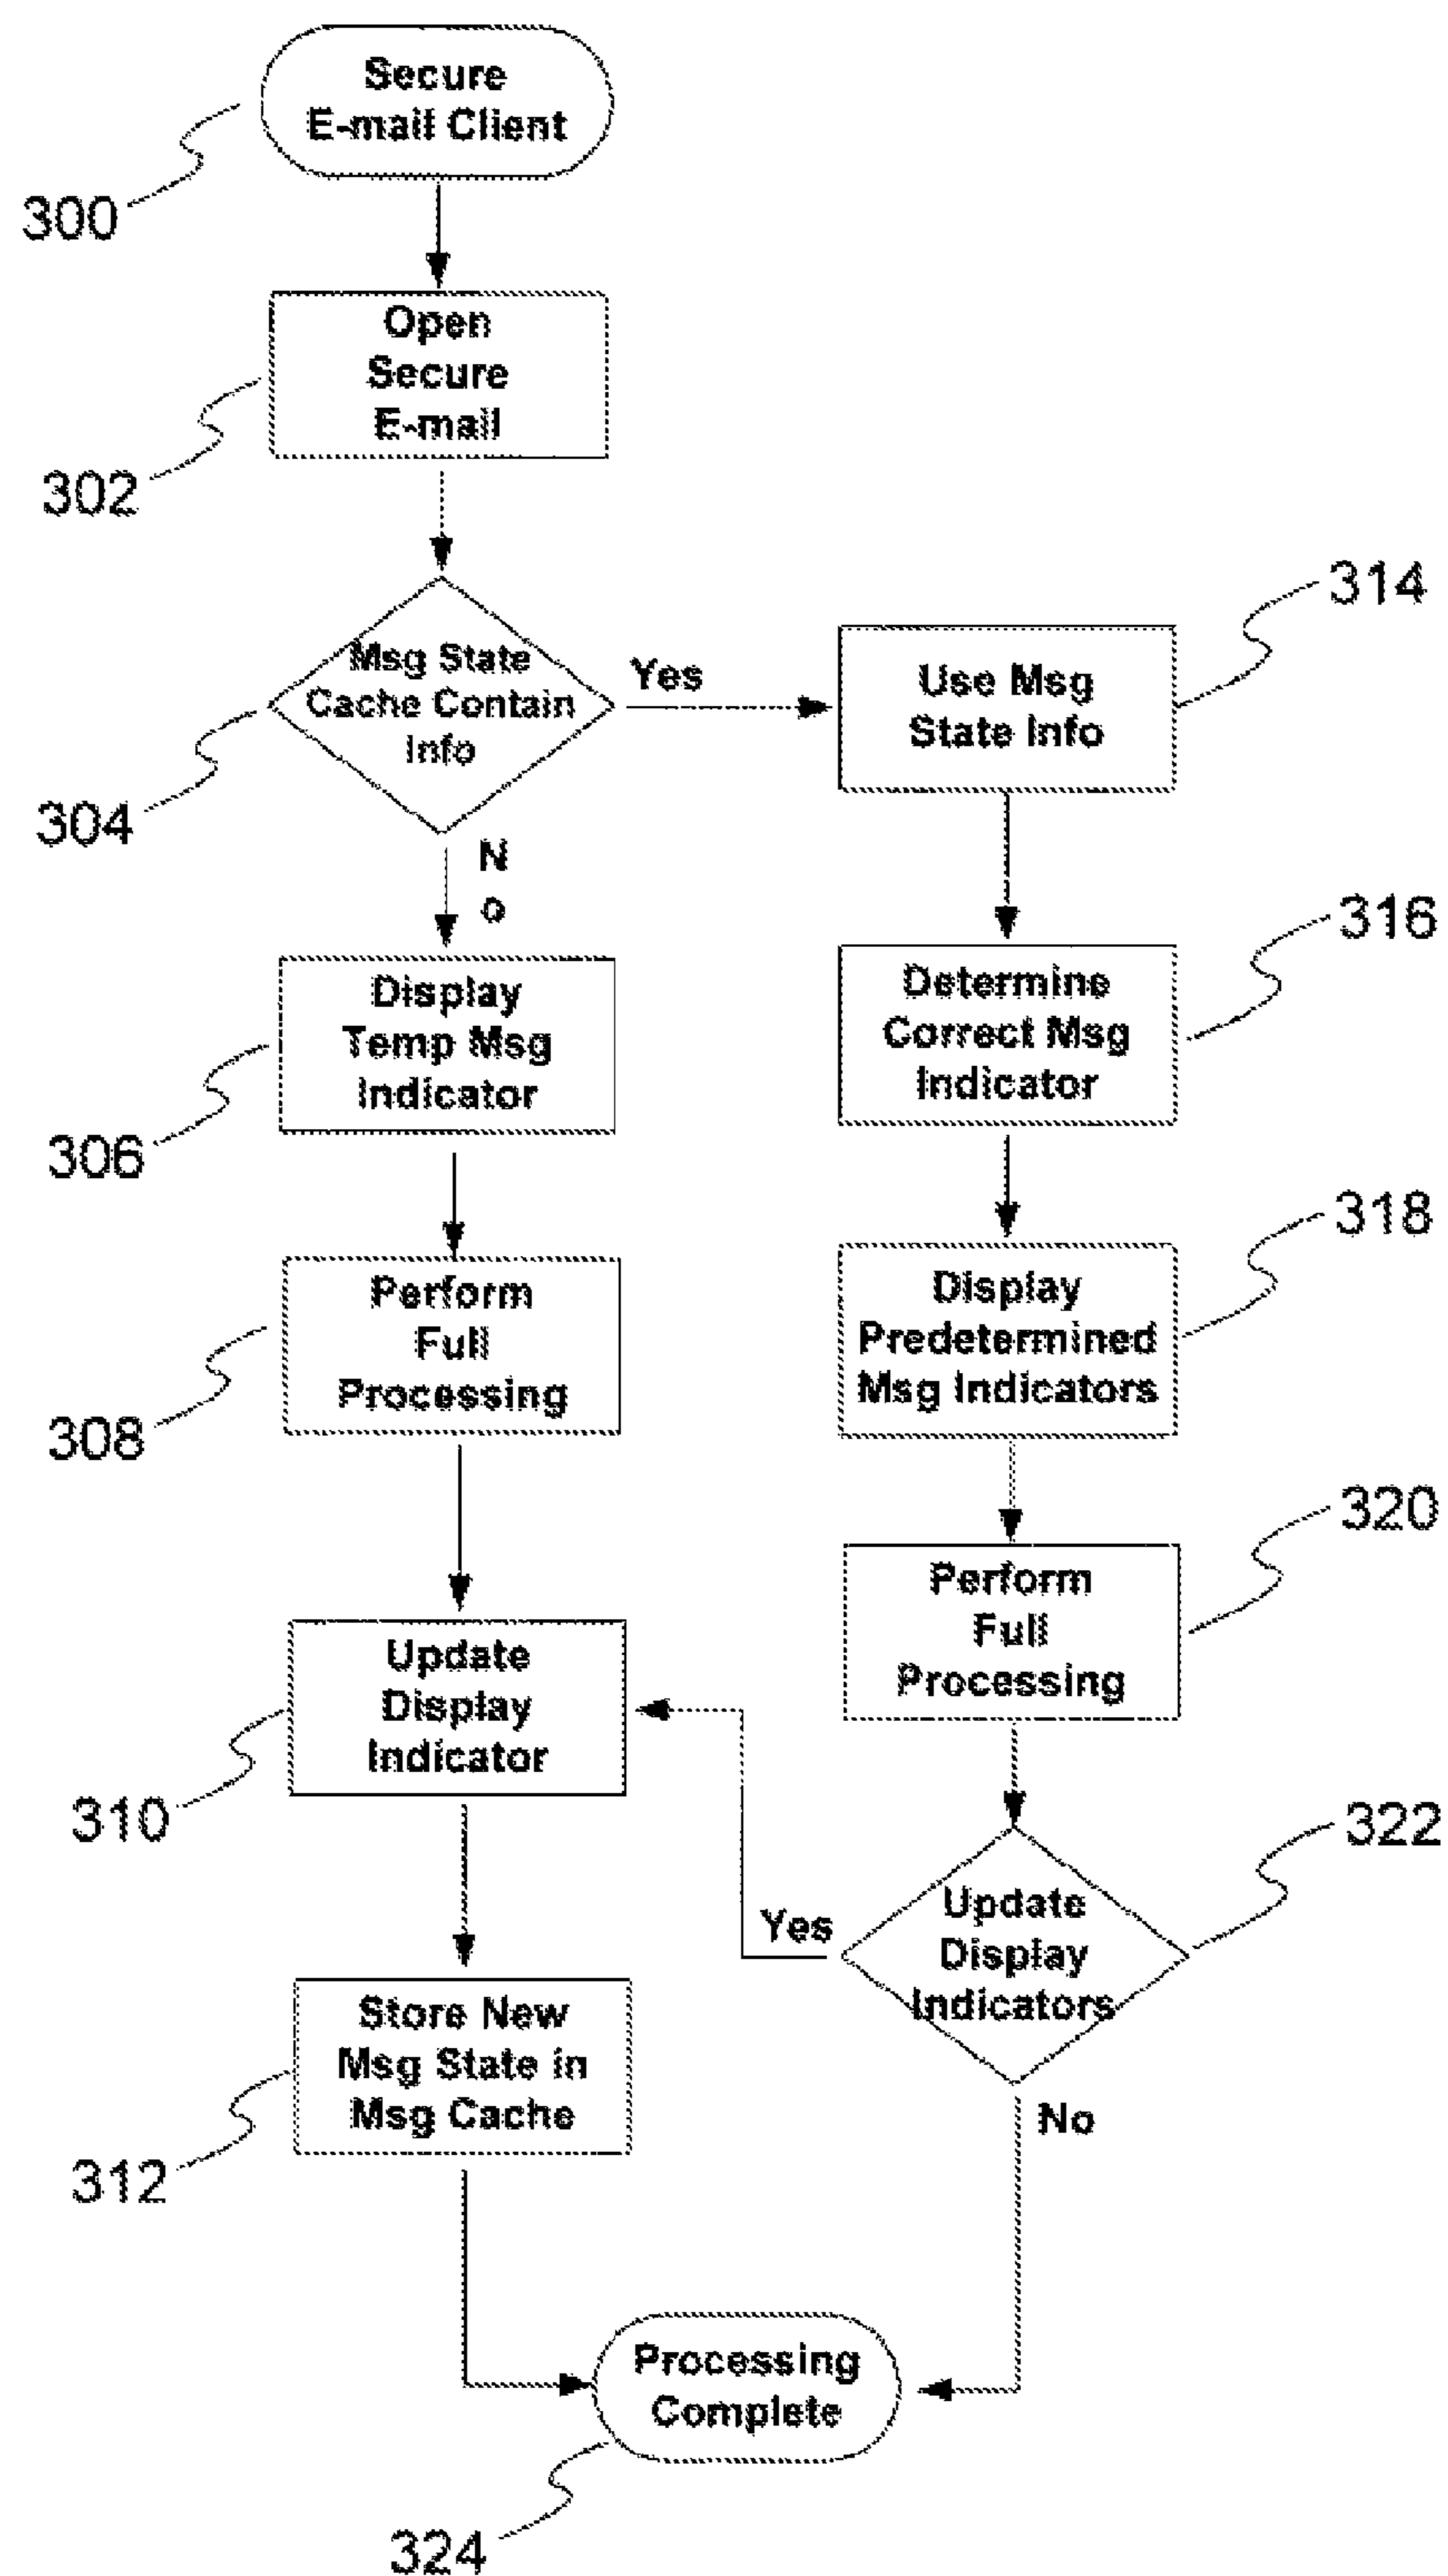 Secure
E-mail Client
300
Open
Secure
E-mail
302
Msg State
Cache Contain
Info
304
Yes
N
o
Use Msg
State Info
314
Display
Temp Msg
Indicator
306
Determine
Correct Msg
Indicator
316
Perform
Full
Processing
308
Display
Predetermined
Msg Indicators
318
Perform
Full
Processing
320
Update
Display
Indicator
310
Update
Display
Indicators
322
Yes
No
Store New
Msg State in
Msg Cache
312
Processing
Complete
324